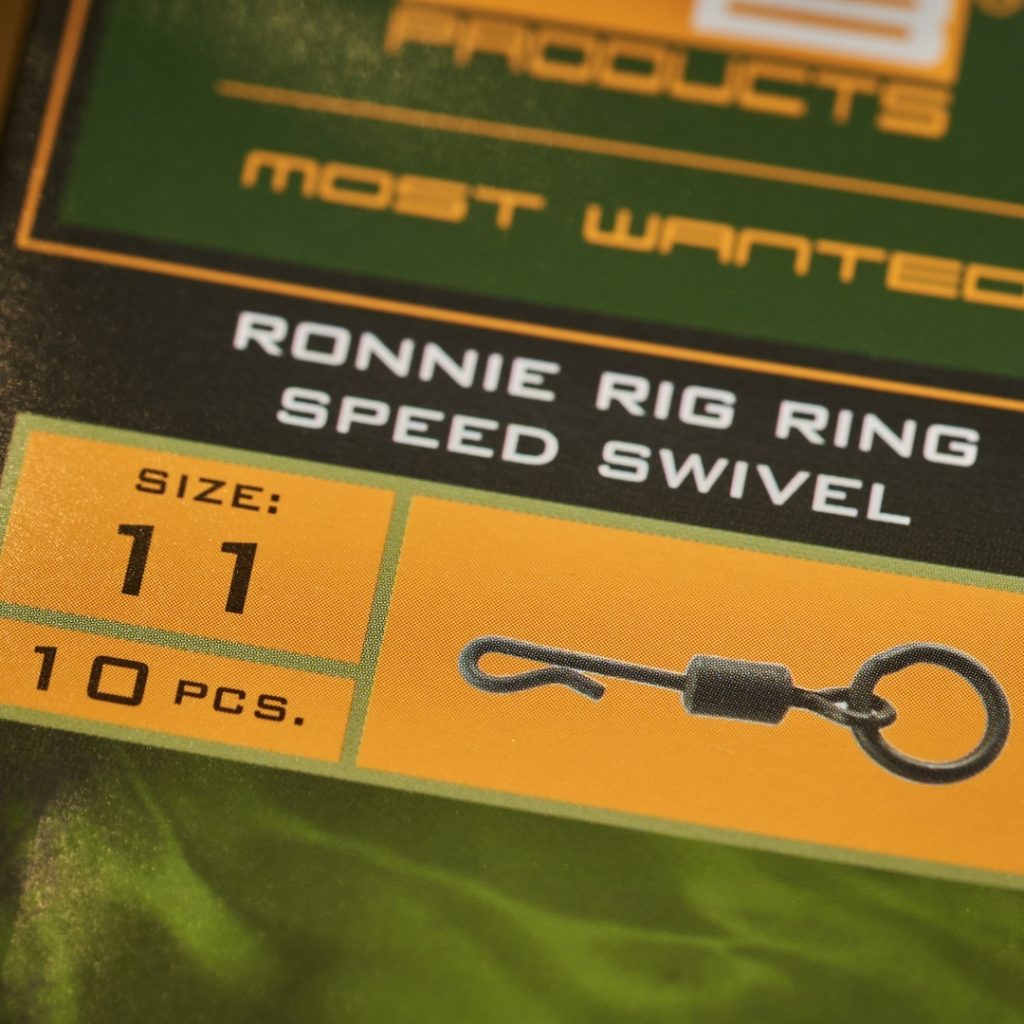 PRODUCTS
MOST WANTED
RONNIE RIG RING
SPEED SWIVEL
SIZE:
11
10 PCS.